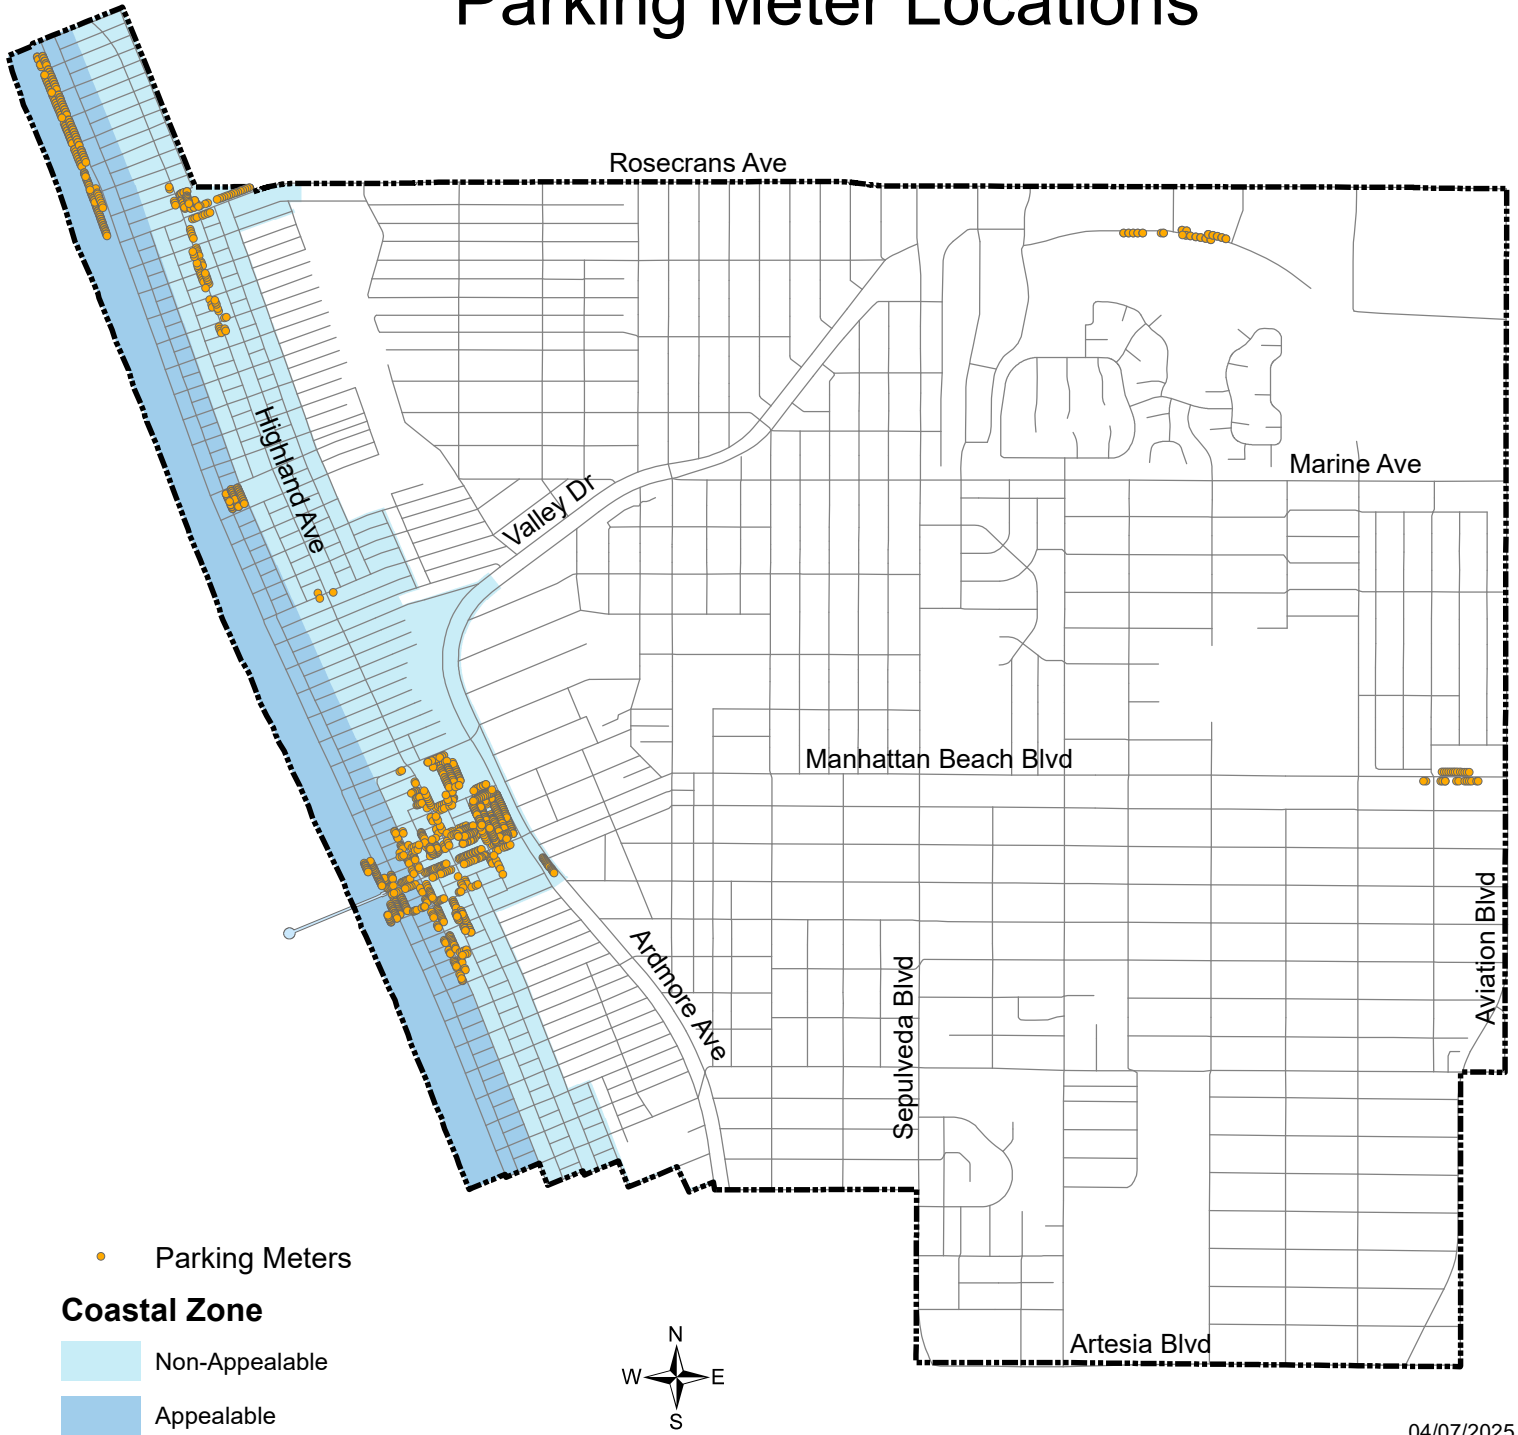 Parking Meter Locations
Rosecrans Ave
Highland Ave
Valley Dr
Marine Ave
Manhattan Beach Blvd
Ardmore Ave
Sepulveda Blvd
Aviation Blvd
Artesia Blvd
Parking Meters
Coastal Zone
Non-Appealable
Appealable
N
W E
S
04/07/2025